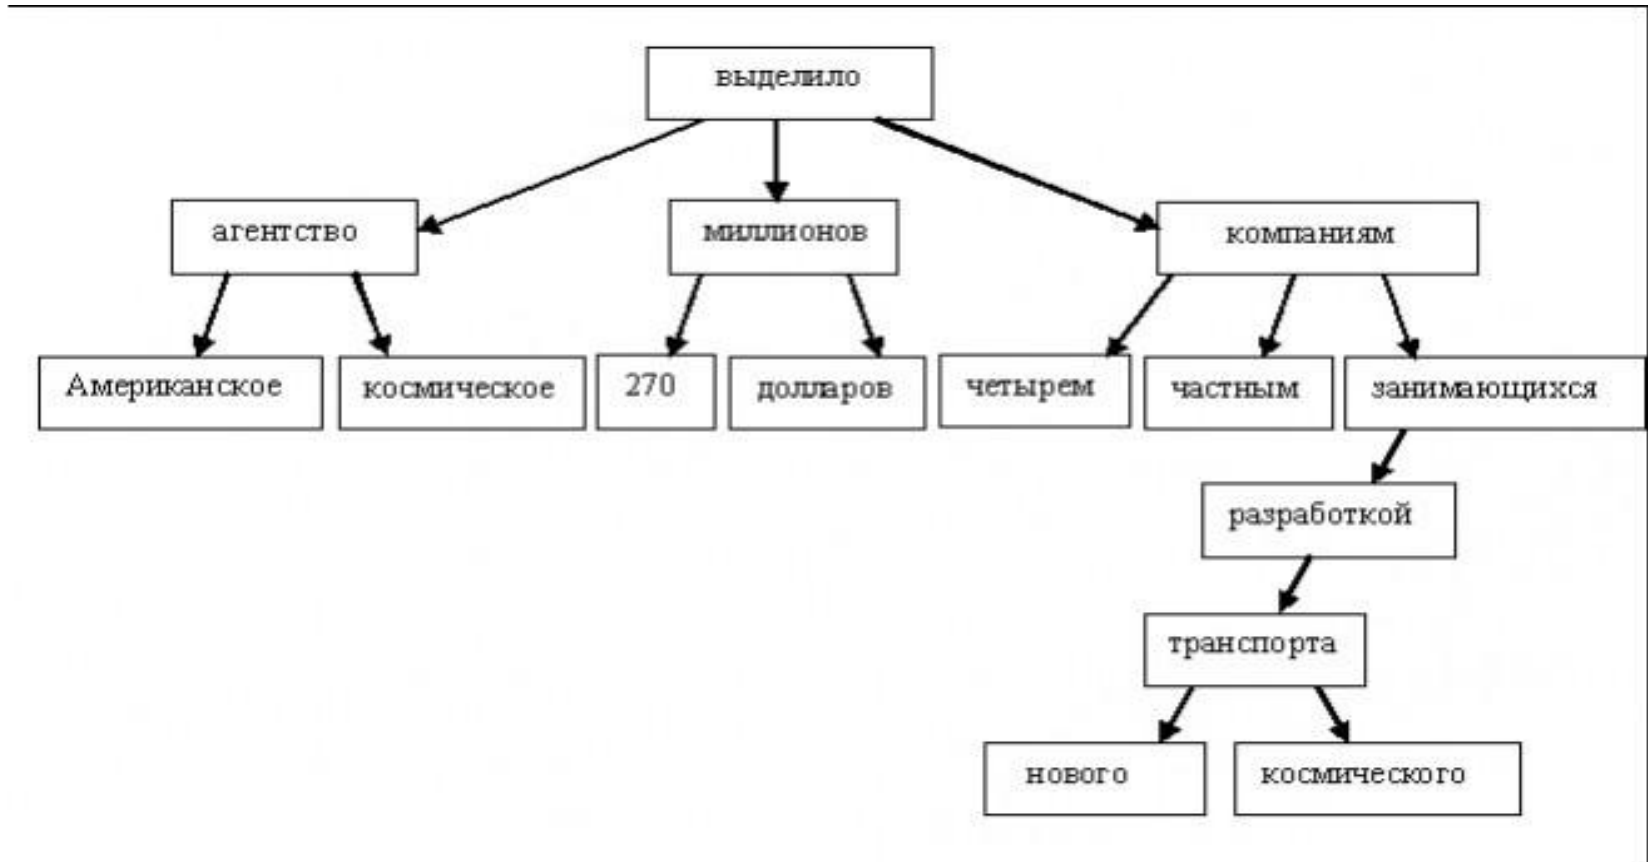 выделило
агентство миллионов компаниям
Американское космическое 270 долларов четырем частным занимающихся
разработкой
транспорта
нового космического